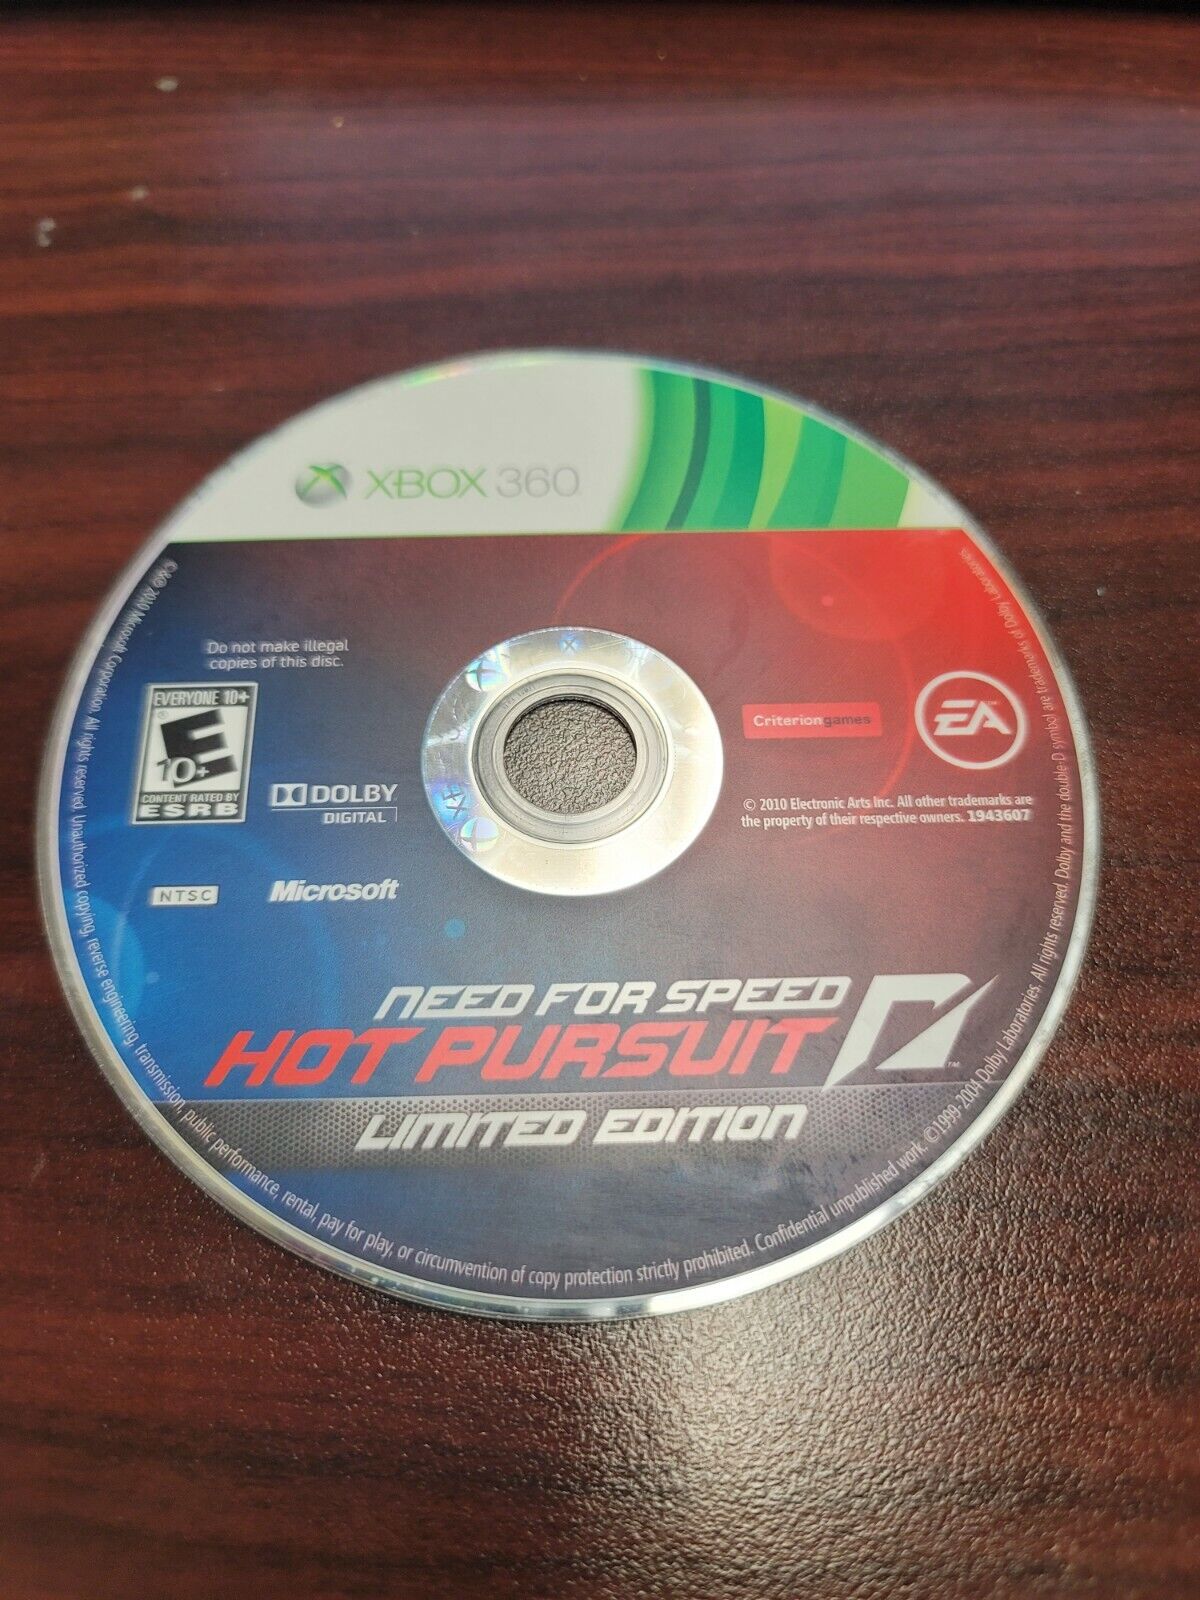 XBOX 360
Do not make illegal
copies of this disc.
EVERYONE 10+
E
10+
CONTENT RATED BY
ESRB
DOLBY
DIGITAL
NTSC
Microsoft
Criteriongames
EA
© 2010 Electronic Arts Inc. All other trademarks are
the property of their respective owners. 1943607
NEED FOR SPEED
HOT PURSUIT
LIMITED EDITION
©&℗ 2010 Microsoft Corporation. All rights reserved. Unauthorized copying, reverse engineering, transmission, public performance, rental, pay for play, or circumvention of copy protection strictly prohibited. Confidential unpublished work. ©1999-2004 Dolby Laboratories. All rights reserved. Dolby and the double-D symbol are trademarks of Dolby Laboratories.